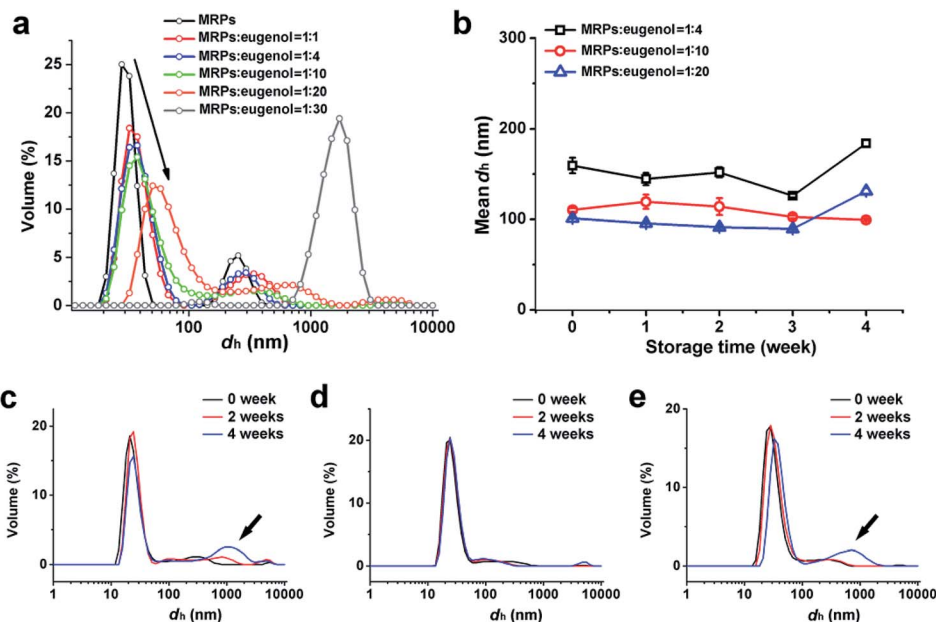 a
MRPs
MRPs:eugenol=1:1
MRPs:eugenol=1:4
MRPs:eugenol=1:10
MRPs:eugenol=1:20
MRPs:eugenol=1:30
25
20
15
10
5
0
Volume (%)
100
1000
10000
dh (nm)
b
MRPs:eugenol=1:4
MRPs:eugenol=1:10
MRPs:eugenol=1:20
300
200
100
0
Mean dh (nm)
0 1 2 3 4
Storage time (week)
c
0 week
2 weeks
4 weeks
20
10
0
Volume (%)
1 10 100 1000 10000
dh (nm)
d
0 week
2 weeks
4 weeks
20
10
0
Volume (%)
1 10 100 1000 10000
dh (nm)
e
0 week
2 weeks
4 weeks
20
10
0
Volume (%)
1 10 100 1000 10000
dh (nm)